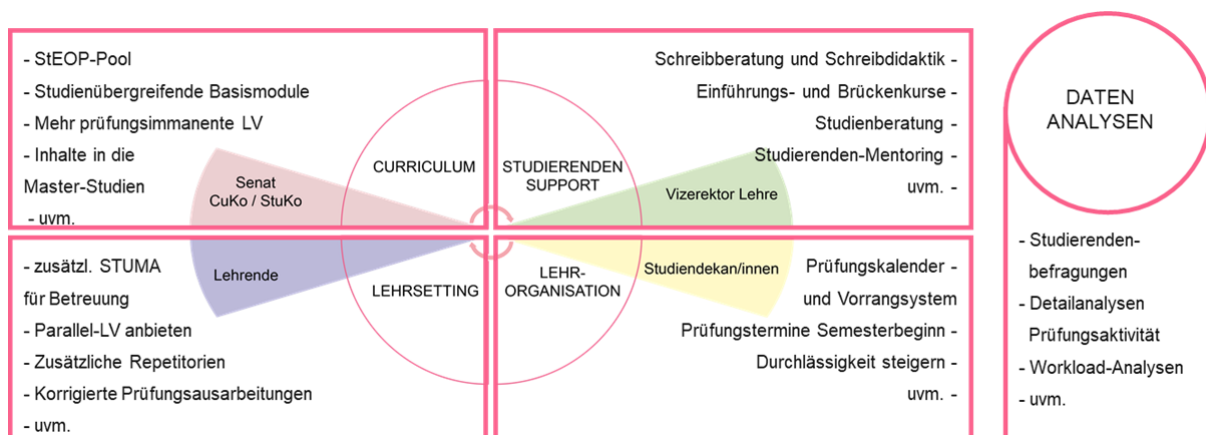 - StEOP-Pool
- Studienübergreifende Basismodule
- Mehr prüfungsimmanente LV
- Inhalte in die
Master-Studien
- uvm.
Senat
CuKo / StuKo
CURRICULUM
Schreibberatung und Schreibdidaktik -
Einführungs- und Brückenkurse -
Studienberatung -
Studierenden-Mentoring -
uvm. -
STUDIERENDEN
SUPPORT
Vizerektor Lehre
- zusätzl. STUMA
für Betreuung
- Parallel-LV anbieten
- Zusätzliche Repetitorien
- Korrigierte Prüfungsausarbeitungen
- uvm.
Lehrende
LEHRSETTING
LEHR-
ORGANISATION
Studiendekan/innen
Prüfungskalender -
und Vorrangsystem
Prüfungstermine Semesterbeginn -
Durchlässigkeit steigern -
uvm. -
DATEN
ANALYSEN
- Studierenden-
befragungen
- Detailanalysen
Prüfungsaktivität
- Workload-Analysen
- uvm.